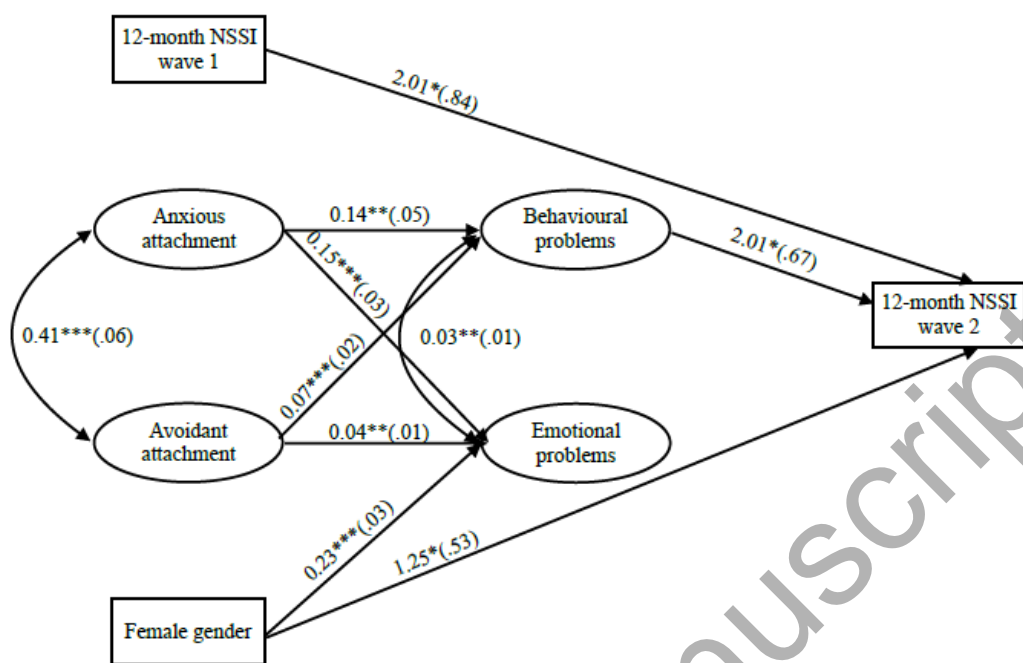 12-month NSSI
wave 1
2.01*(.84)
Anxious
attachment
0.14**(.05)
Behavioural
problems
0.15***(.03)
2.01*(.67)
12-month NSSI
wave 2
0.41***(.06)
0.03**(.01)
0.07***(.02)
Avoidant
attachment
0.04**(.01)
Emotional
problems
0.23***(.03)
1.25*(.53)
Female gender
uscript